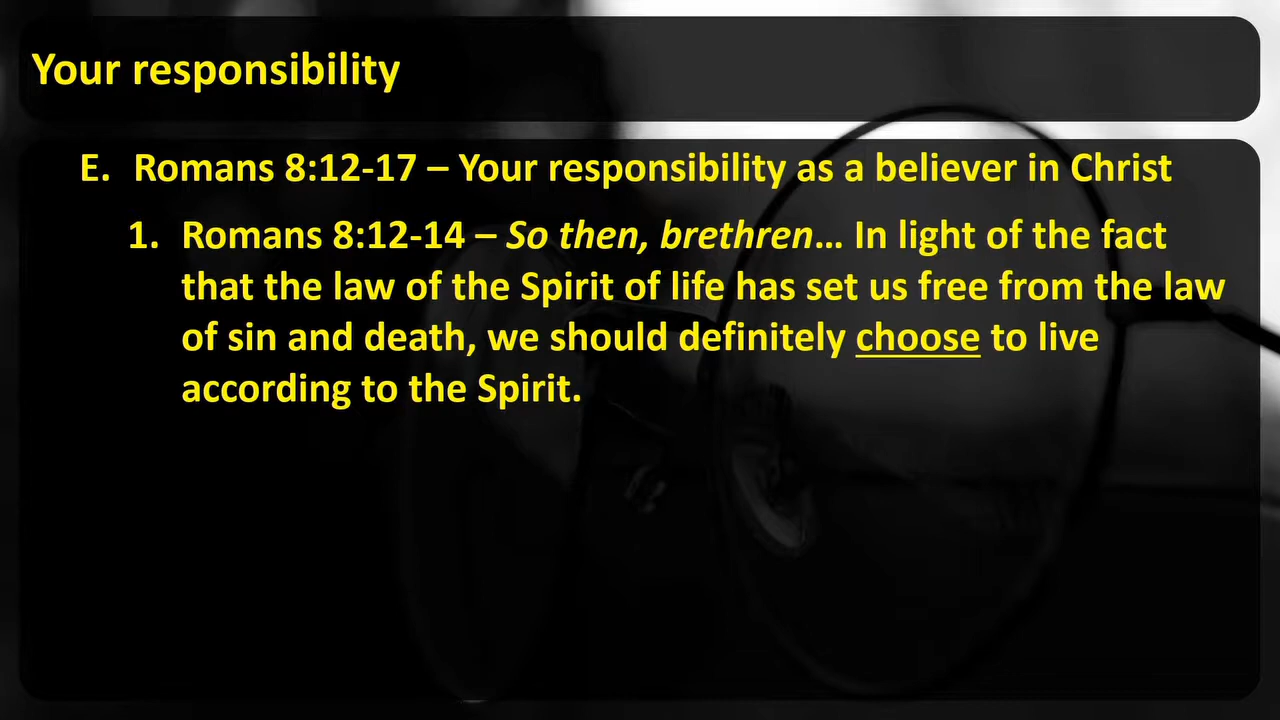 Your responsibility
E. Romans 8:12-17 – Your responsibility as a believer in Christ
1. Romans 8:12-14 – So then, brethren… In light of the fact
that the law of the Spirit of life has set us free from the law
of sin and death, we should definitely choose to live
according to the Spirit.